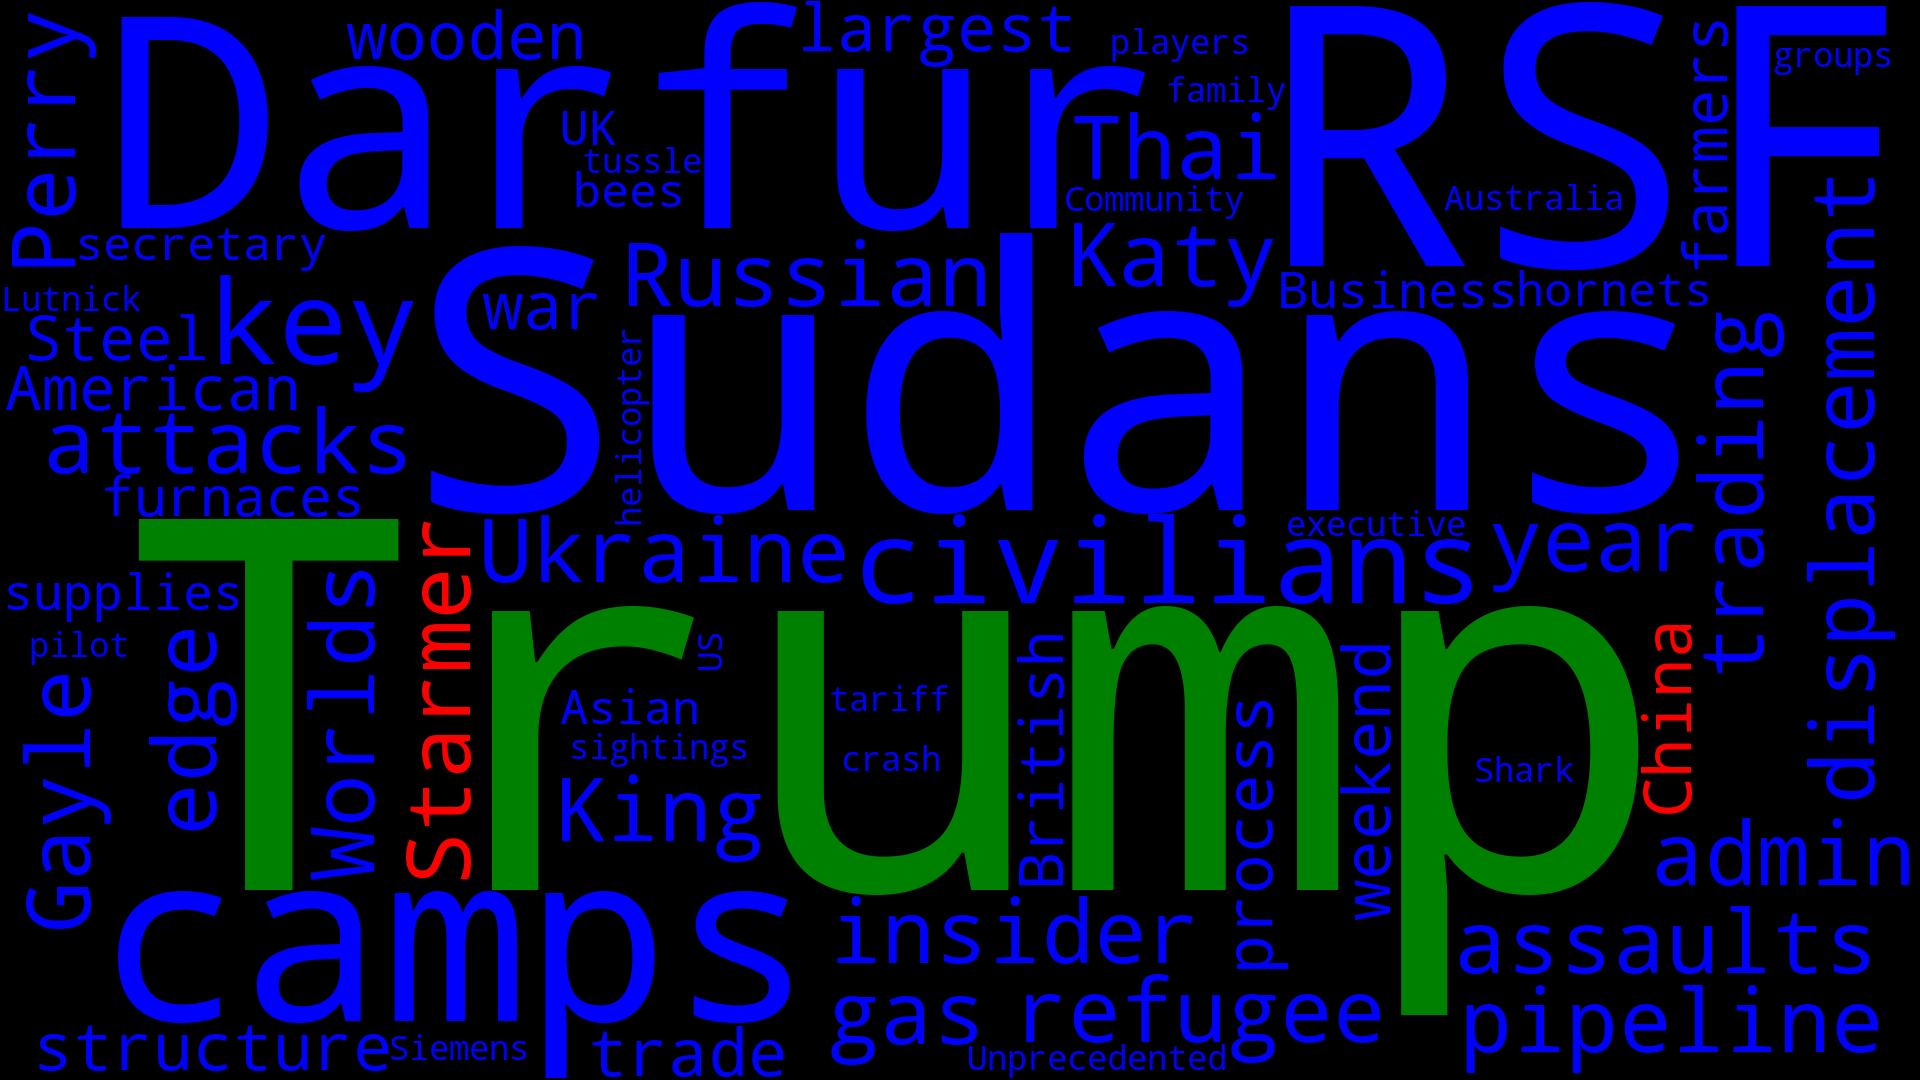 Perry
Darfur
wooden
largest
players
family
RSF
farmers
groups
UK
tussle
bees
Thai
Community
Australia
secretary
Katy
Russian
Business
hornets
displacement
Lutnick
Steel
key
war
Sudans
helicopter
trading
American
attacks
furnaces
Trump
Starmer
Ukraine
civilians
executive
year
supplies
pilot
edge
Worlds
Gayle
US
Asian
sightings
King
tariff
crash
British
process
weekend
Shark
China
admin
camps
insider
assaults
gas
refugee
pipeline
structure
Siemens
trade
Unprecedented